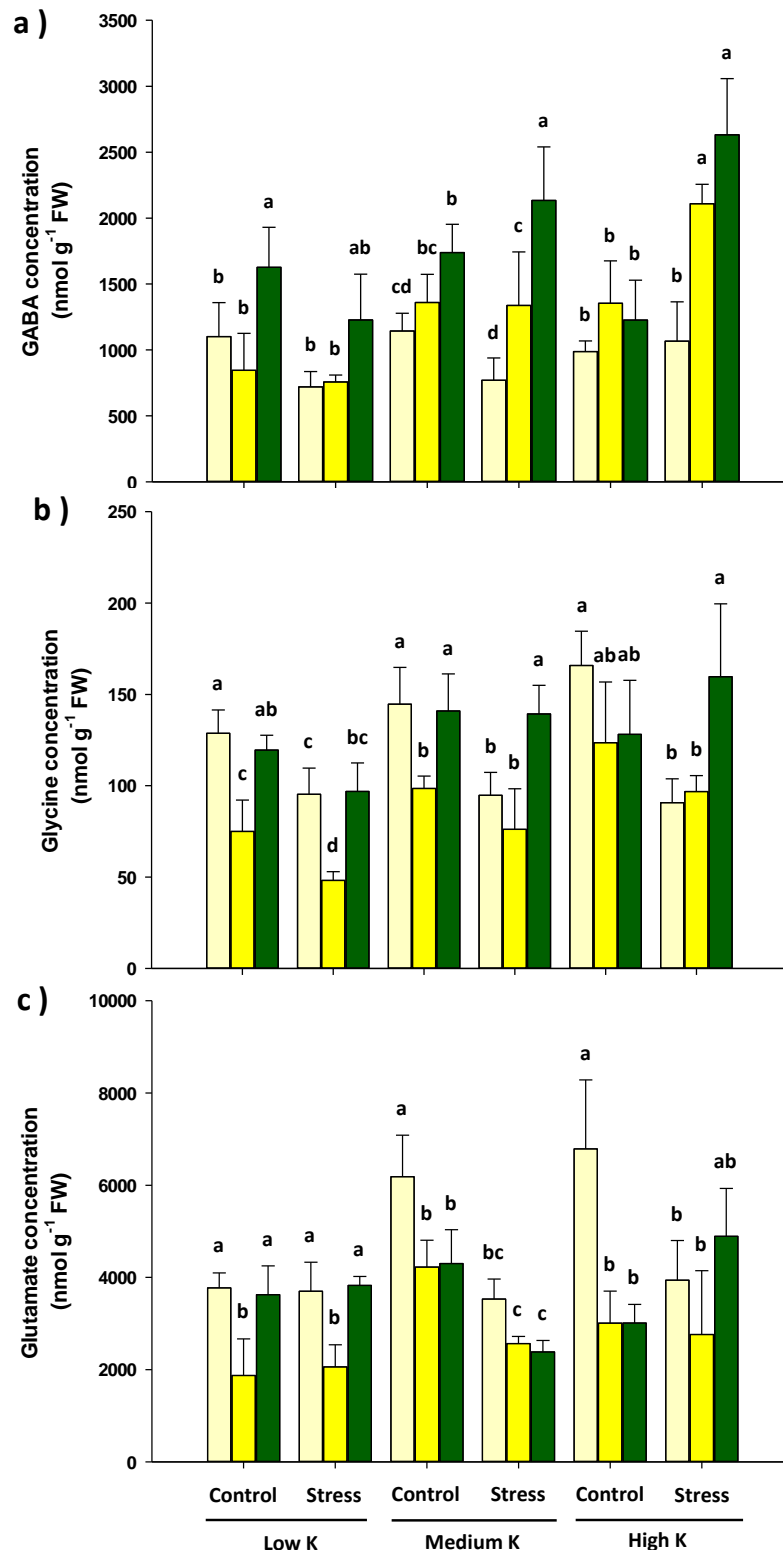 a )
3500
3000
2500
2000
1500
1000
500
0
GABA concentration
(nmol g⁻¹ FW)
b b a b b ab cd bc b d c a b b b b a a
b )
250
200
150
100
50
0
Glycine concentration
(nmol g⁻¹ FW)
a c ab c d bc a b a b b a a ab ab b b a
c )
10000
8000
6000
4000
2000
0
Glutamate concentration
(nmol g⁻¹ FW)
a b a a b a a b b bc c c a b b b b ab
Control Stress Control Stress Control Stress
Low K Medium K High K